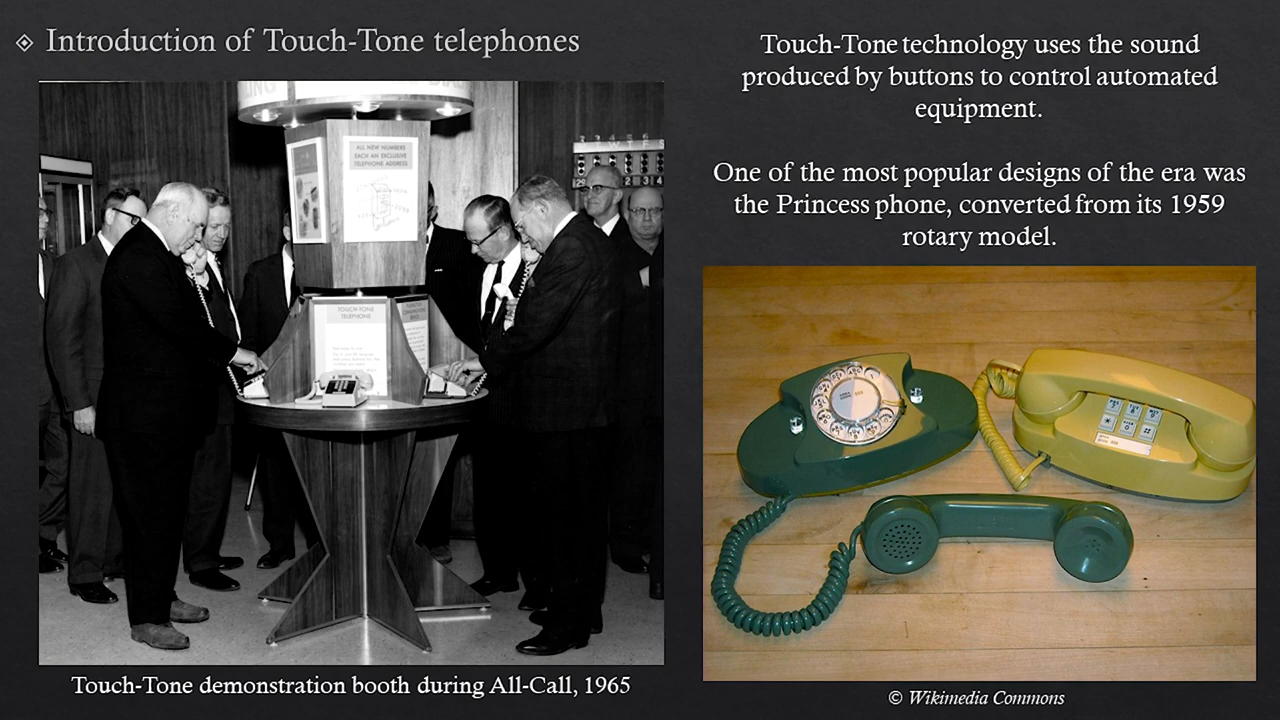 Introduction of Touch-Tone telephones
ALL NEW NUMBERS
EACH AN EXCLUSIVE
TELEPHONE ADDRESS
TOUCH-TONE
TELEPHONE
Touch-Tone demonstration booth during All-Call, 1965
Touch-Tone technology uses the sound
produced by buttons to control automated
equipment.
One of the most popular designs of the era was
the Princess phone, converted from its 1959
rotary model.
© Wikimedia Commons